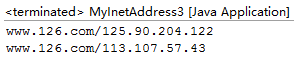 <terminated> MyInetAddress3 [Java Application]
www.126.com/125.90.204.122
www.126.com/113.107.57.43